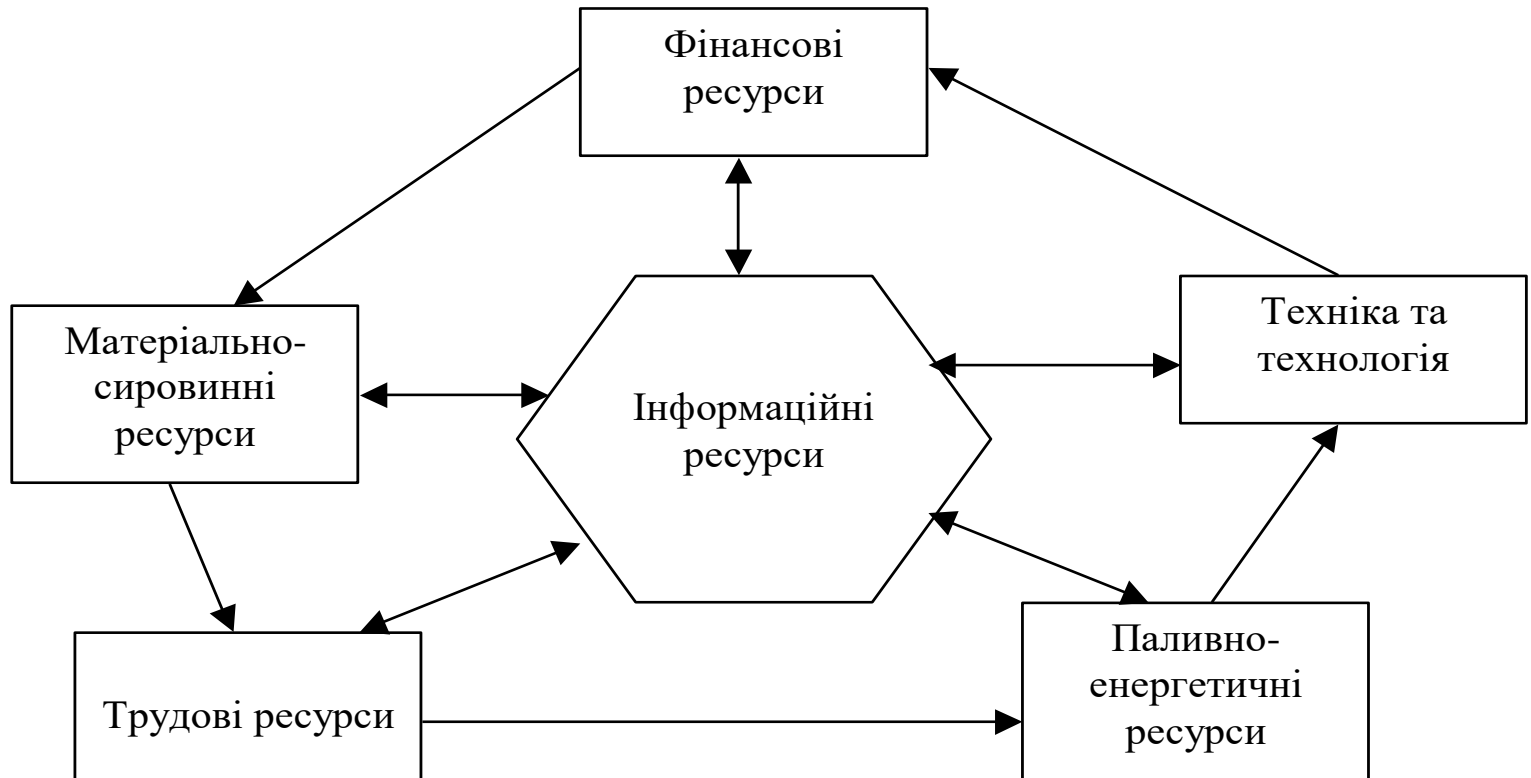 Фінансові
ресурси
Матеріально-
сировинні
ресурси
Інформаційні
ресурси
Техніка та
технологія
Трудові ресурси
Паливно-
енергетичні
ресурси